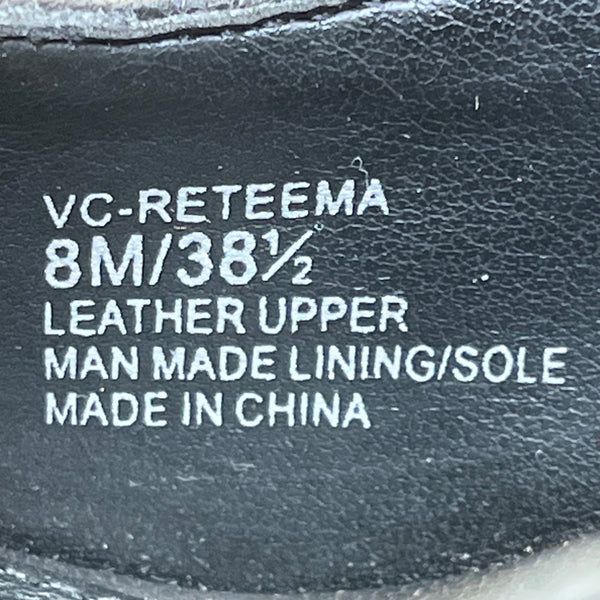 VC-RETEEMA
8M/38½
LEATHER UPPER
MAN MADE LINING/SOLE
MADE IN CHINA